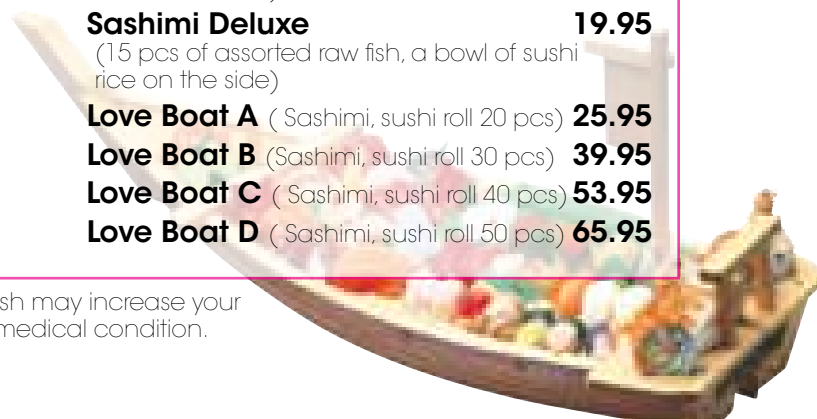 Sashimi Deluxe 19.95
(15 pcs of assorted raw fish, a bowl of sushi
rice on the side)
Love Boat A ( Sashimi, sushi roll 20 pcs) 25.95
Love Boat B (Sashimi, sushi roll 30 pcs) 39.95
Love Boat C ( Sashimi, sushi roll 40 pcs) 53.95
Love Boat D ( Sashimi, sushi roll 50 pcs) 65.95
may increase your
medical condition.